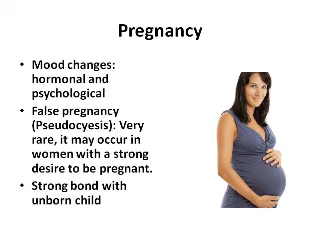 Pregnancy
• Mood changes:
hormonal and
psychological
• False pregnancy
(Pseudocyesis): Very
rare, it may occur in
women with a strong
desire to be pregnant.
• Strong bond with
unborn child